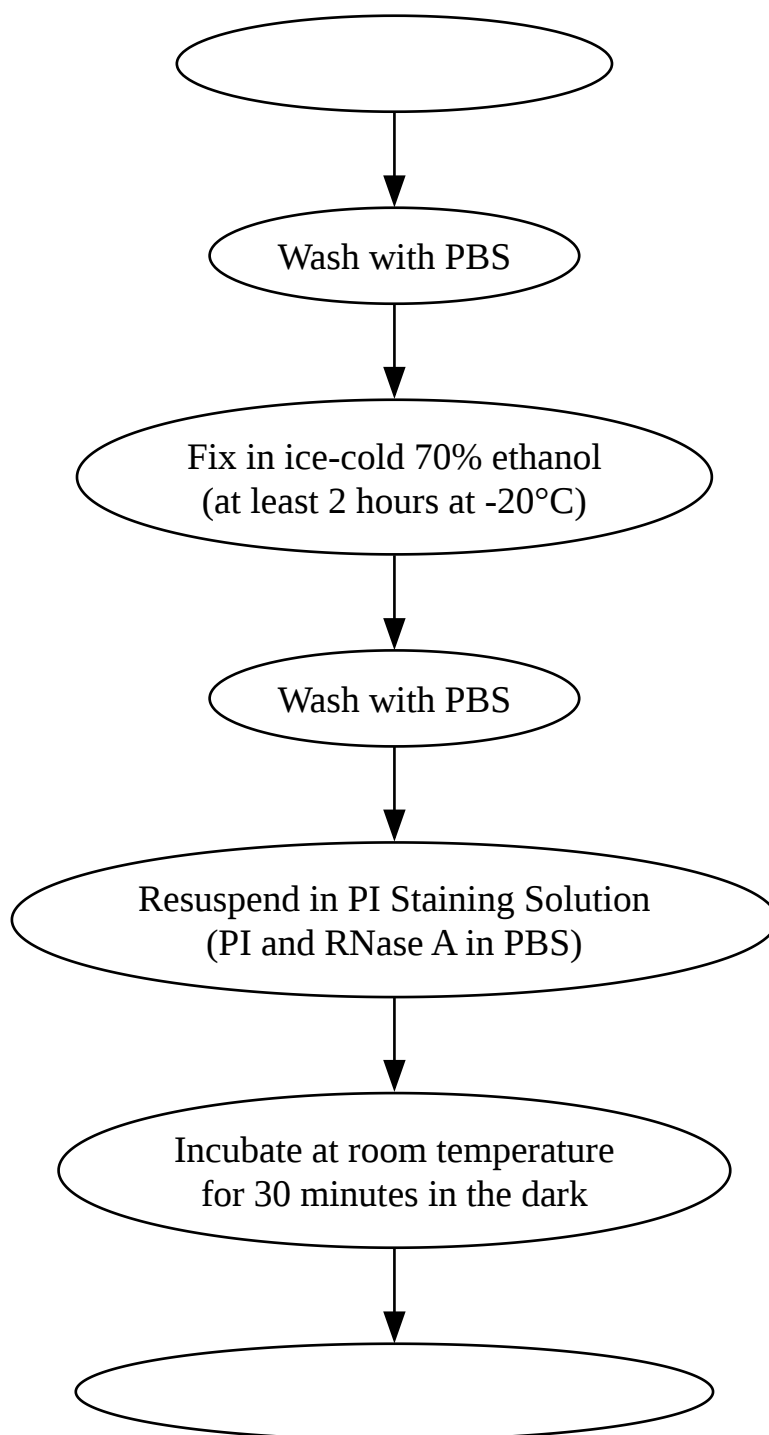 Wash with PBS
Fix in ice-cold 70% ethanol
(at least 2 hours at -20°C)
Wash with PBS
Resuspend in PI Staining Solution
(PI and RNase A in PBS)
Incubate at room temperature
for 30 minutes in the dark